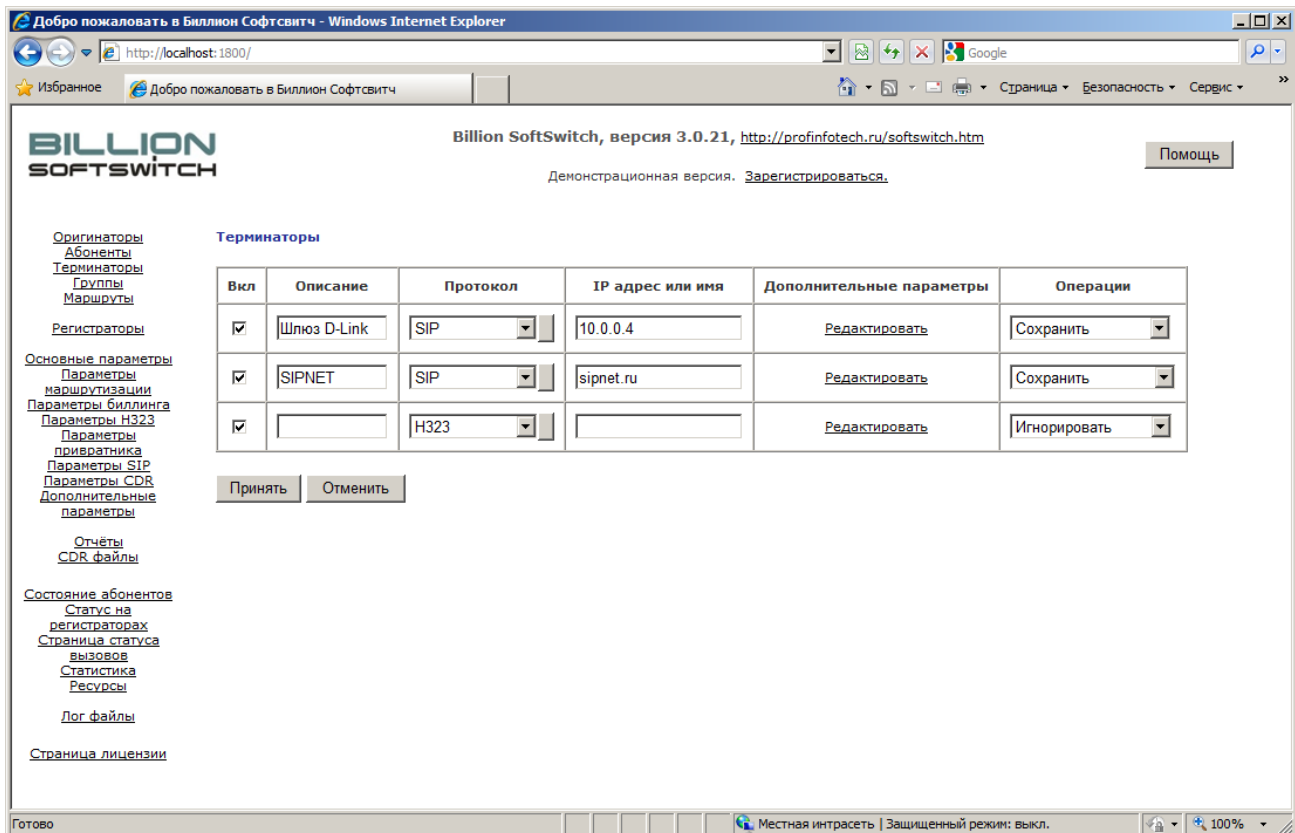 Добро пожаловать в Биллион Софтсвитч - Windows Internet Explorer
http://localhost:1800/
Google
Избранное
Добро пожаловать в Биллион Софтсвитч
Страница
Безопасность
Сервис
BILLION
SOFTSWITCH
Billion SoftSwitch, версия 3.0.21, http://profinfotech.ru/softswitch.htm
Демонстрационная версия. Зарегистрироваться.
Помощь
Оригинаторы
Абоненты
Терминаторы
Группы
Маршруты
Регистраторы
Основные параметры
Параметры
маршрутизации
Параметры биллинга
Параметры H323
Параметры
привратника
Параметры SIP
Параметры CDR
Дополнительные
параметры
Отчёты
CDR файлы
Состояние абонентов
Статус на
регистраторах
Страница статуса
вызовов
Статистика
Ресурсы
Лог файлы
Страница лицензии
Терминаторы
Вкл Описание Протокол IP адрес или имя Дополнительные параметры Операции
Шлюз D-Link SIP 10.0.0.4 Редактировать Сохранить
SIPNET SIP sipnet.ru Редактировать Сохранить
H323 Редактировать Игнорировать
Принять Отменить
Готово
Местная интрасеть | Защищенный режим: выкл.
100%